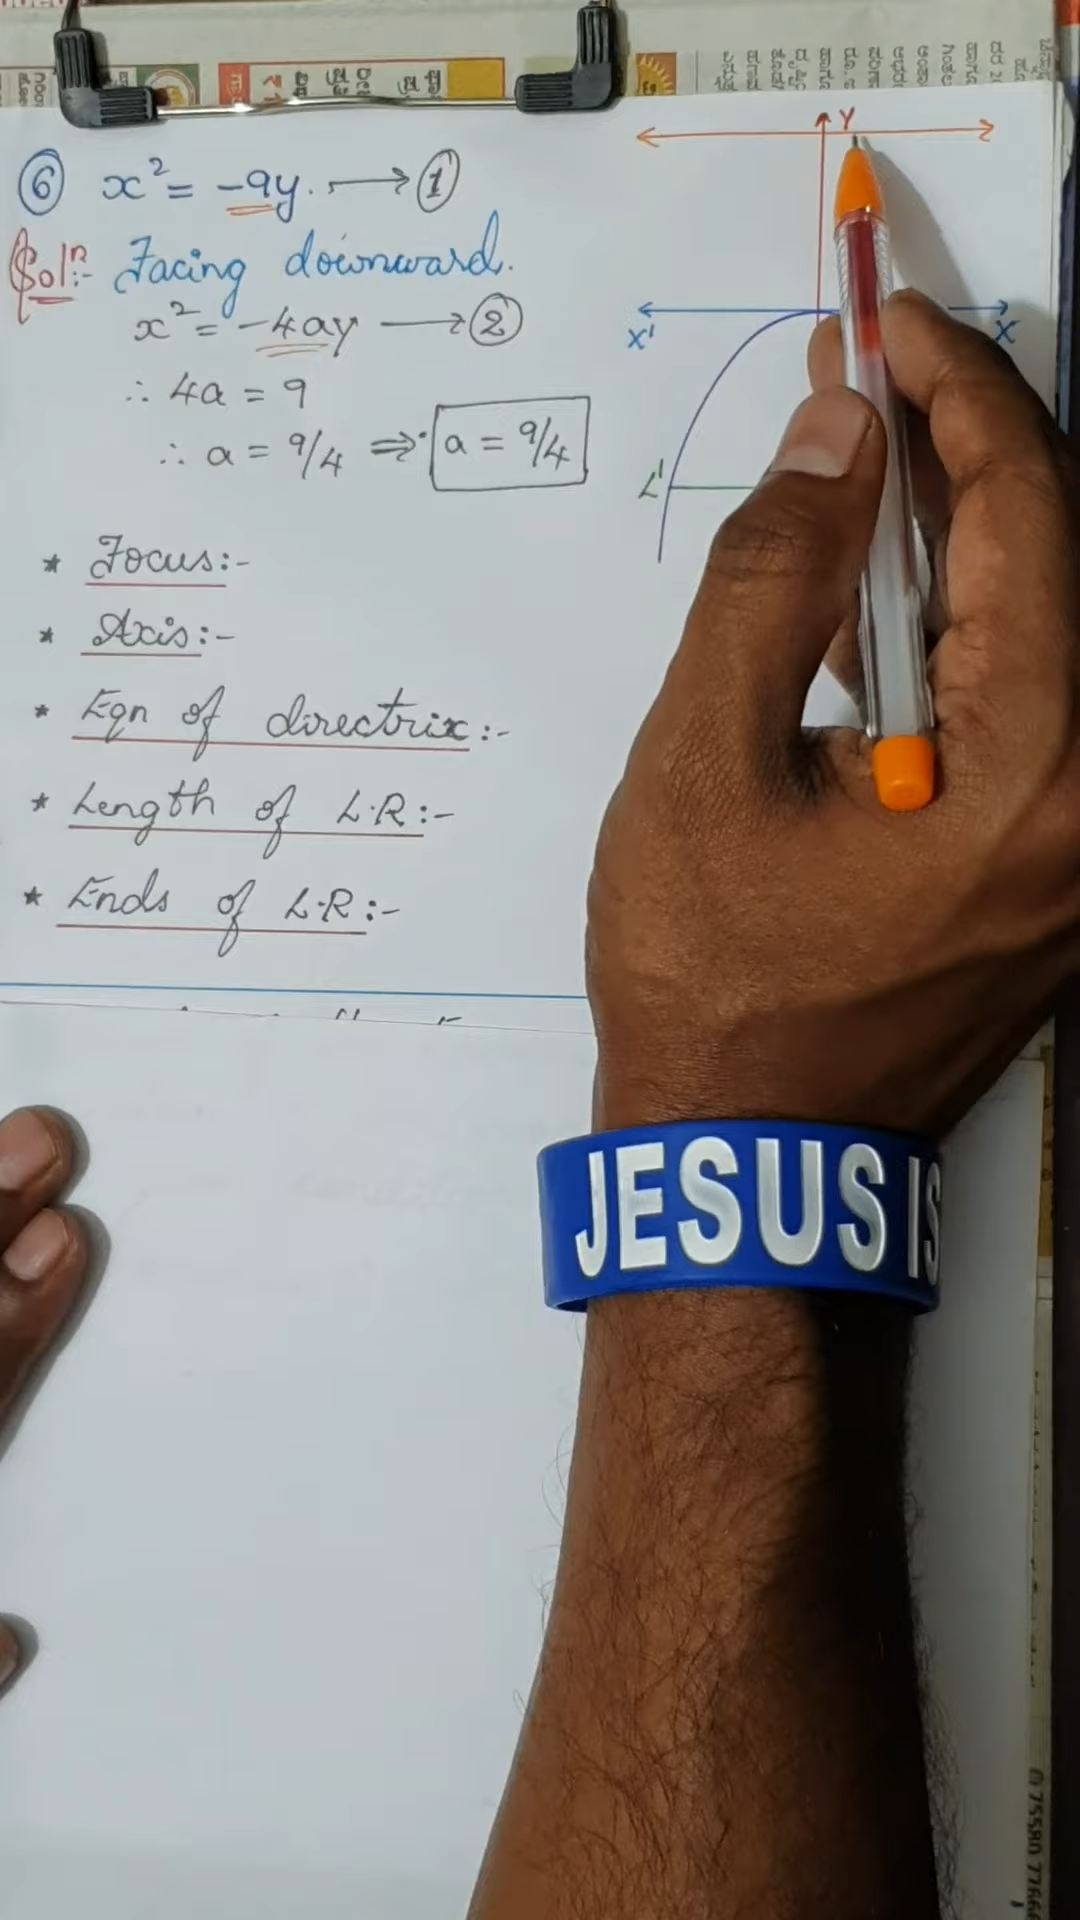 ⑥ x² = -9y. → ①
Solⁿ:- Facing downward.
x² = -4ay → ②
∴ 4a = 9
∴ a = 9/4 ⇒ a = 9/4
* Focus:-
* Axis:-
* Eqn of directrix:-
* Length of L.R:-
* Ends of L.R:-
Y
X' X
L'
JESUS IS